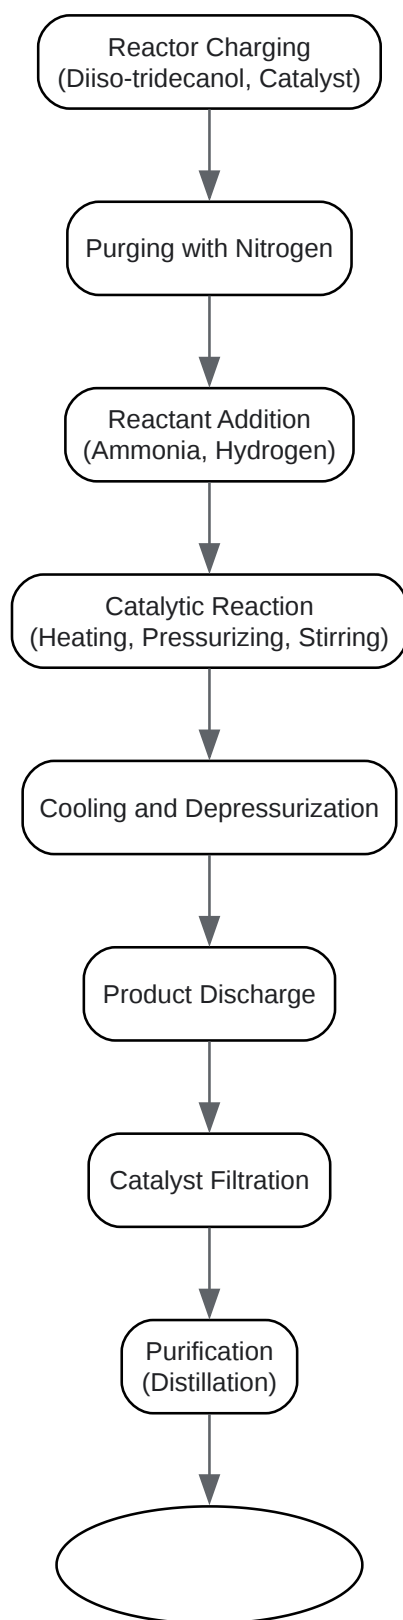 Reactor Charging
(Diiso-tridecanol, Catalyst)
Purging with Nitrogen
Reactant Addition
(Ammonia, Hydrogen)
Catalytic Reaction
(Heating, Pressurizing, Stirring)
Cooling and Depressurization
Product Discharge
Catalyst Filtration
Purification
(Distillation)